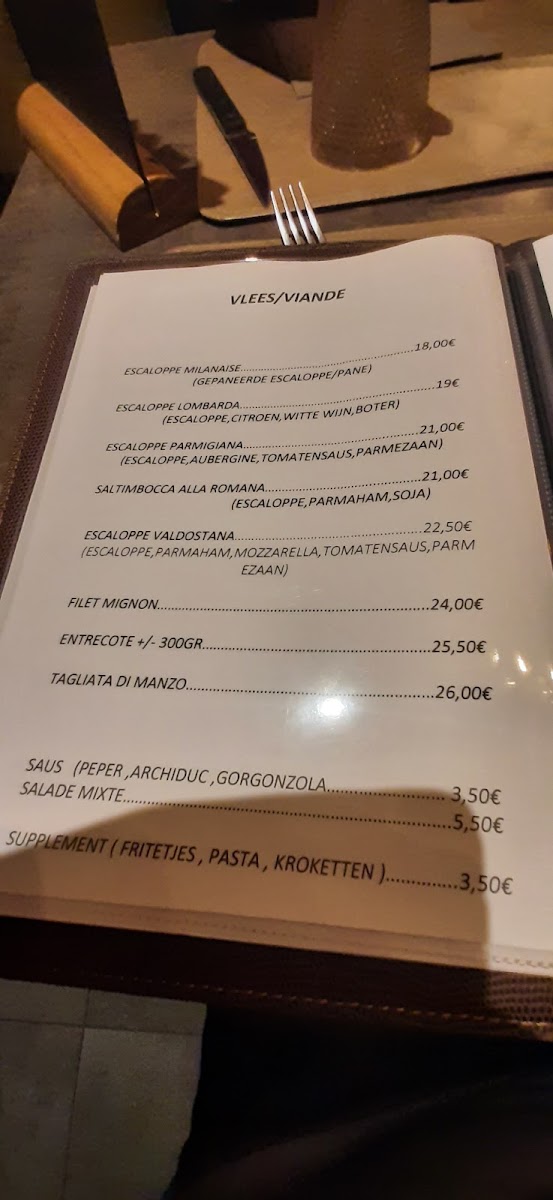 VLEES/VIANDE
ESCALOPPE MILANAISE..........18,00€
(GEPANEERDE ESCALOPPE/PANE)
ESCALOPPE LOMBARDA..........19€
(ESCALOPPE,CITROEN,WITTE WIJN,BOTER)
ESCALOPPE PARMIGIANA..........21,00€
(ESCALOPPE,AUBERGINE,TOMATENSAUS,PARMEZAAN)
SALTIMBOCCA ALLA ROMANA..........21,00€
(ESCALOPPE,PARMAHAM,SOJA)
ESCALOPPE VALDOSTANA..........22,50€
(ESCALOPPE,PARMAHAM,MOZZARELLA,TOMATENSAUS,PARM
EZAAN)
FILET MIGNON..........24,00€
ENTRECOTE +/- 300GR..........25,50€
TAGLIATA DI MANZO..........26,00€
SAUS (PEPER ,ARCHIDUC ,GORGONZOLA.......... 3,50€
SALADE MIXTE..........5,50€
SUPPLEMENT ( FRITETJES , PASTA , KROKETTEN )..........3,50€